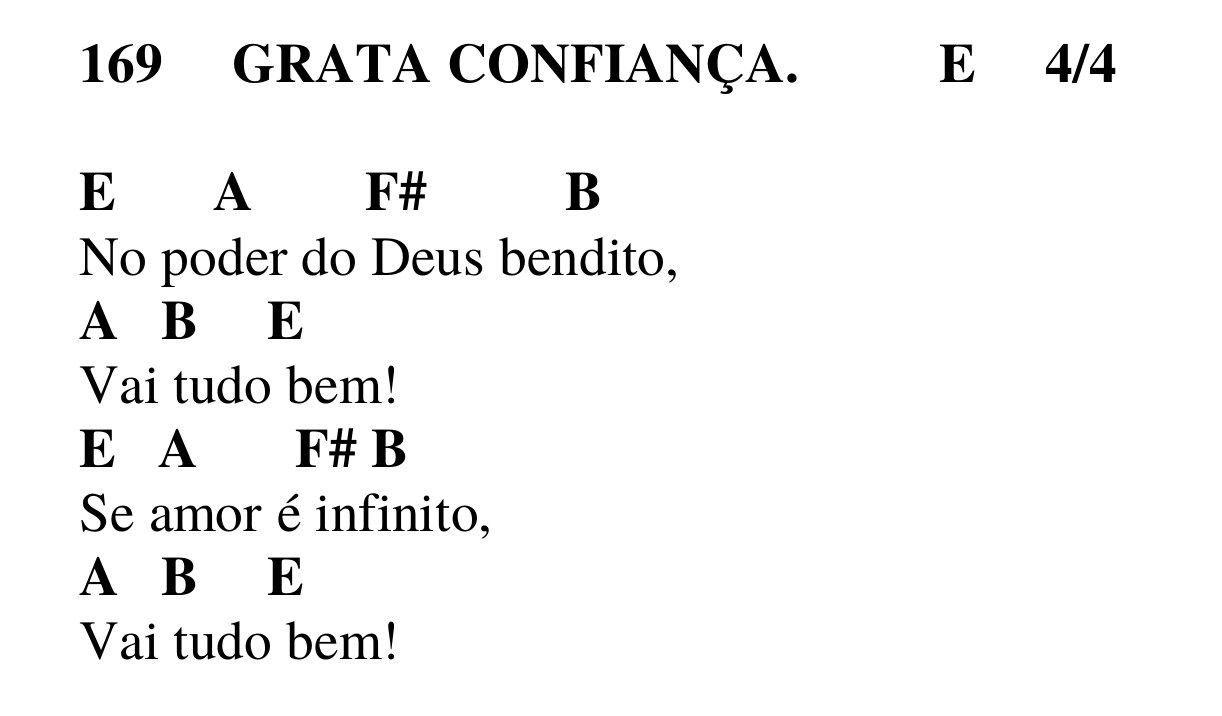 169 GRATA CONFIANÇA. E 4/4
E A F# B
No poder do Deus bendito,
A B E
Vai tudo bem!
E A F# B
Se amor é infinito,
A B E
Vai tudo bem!